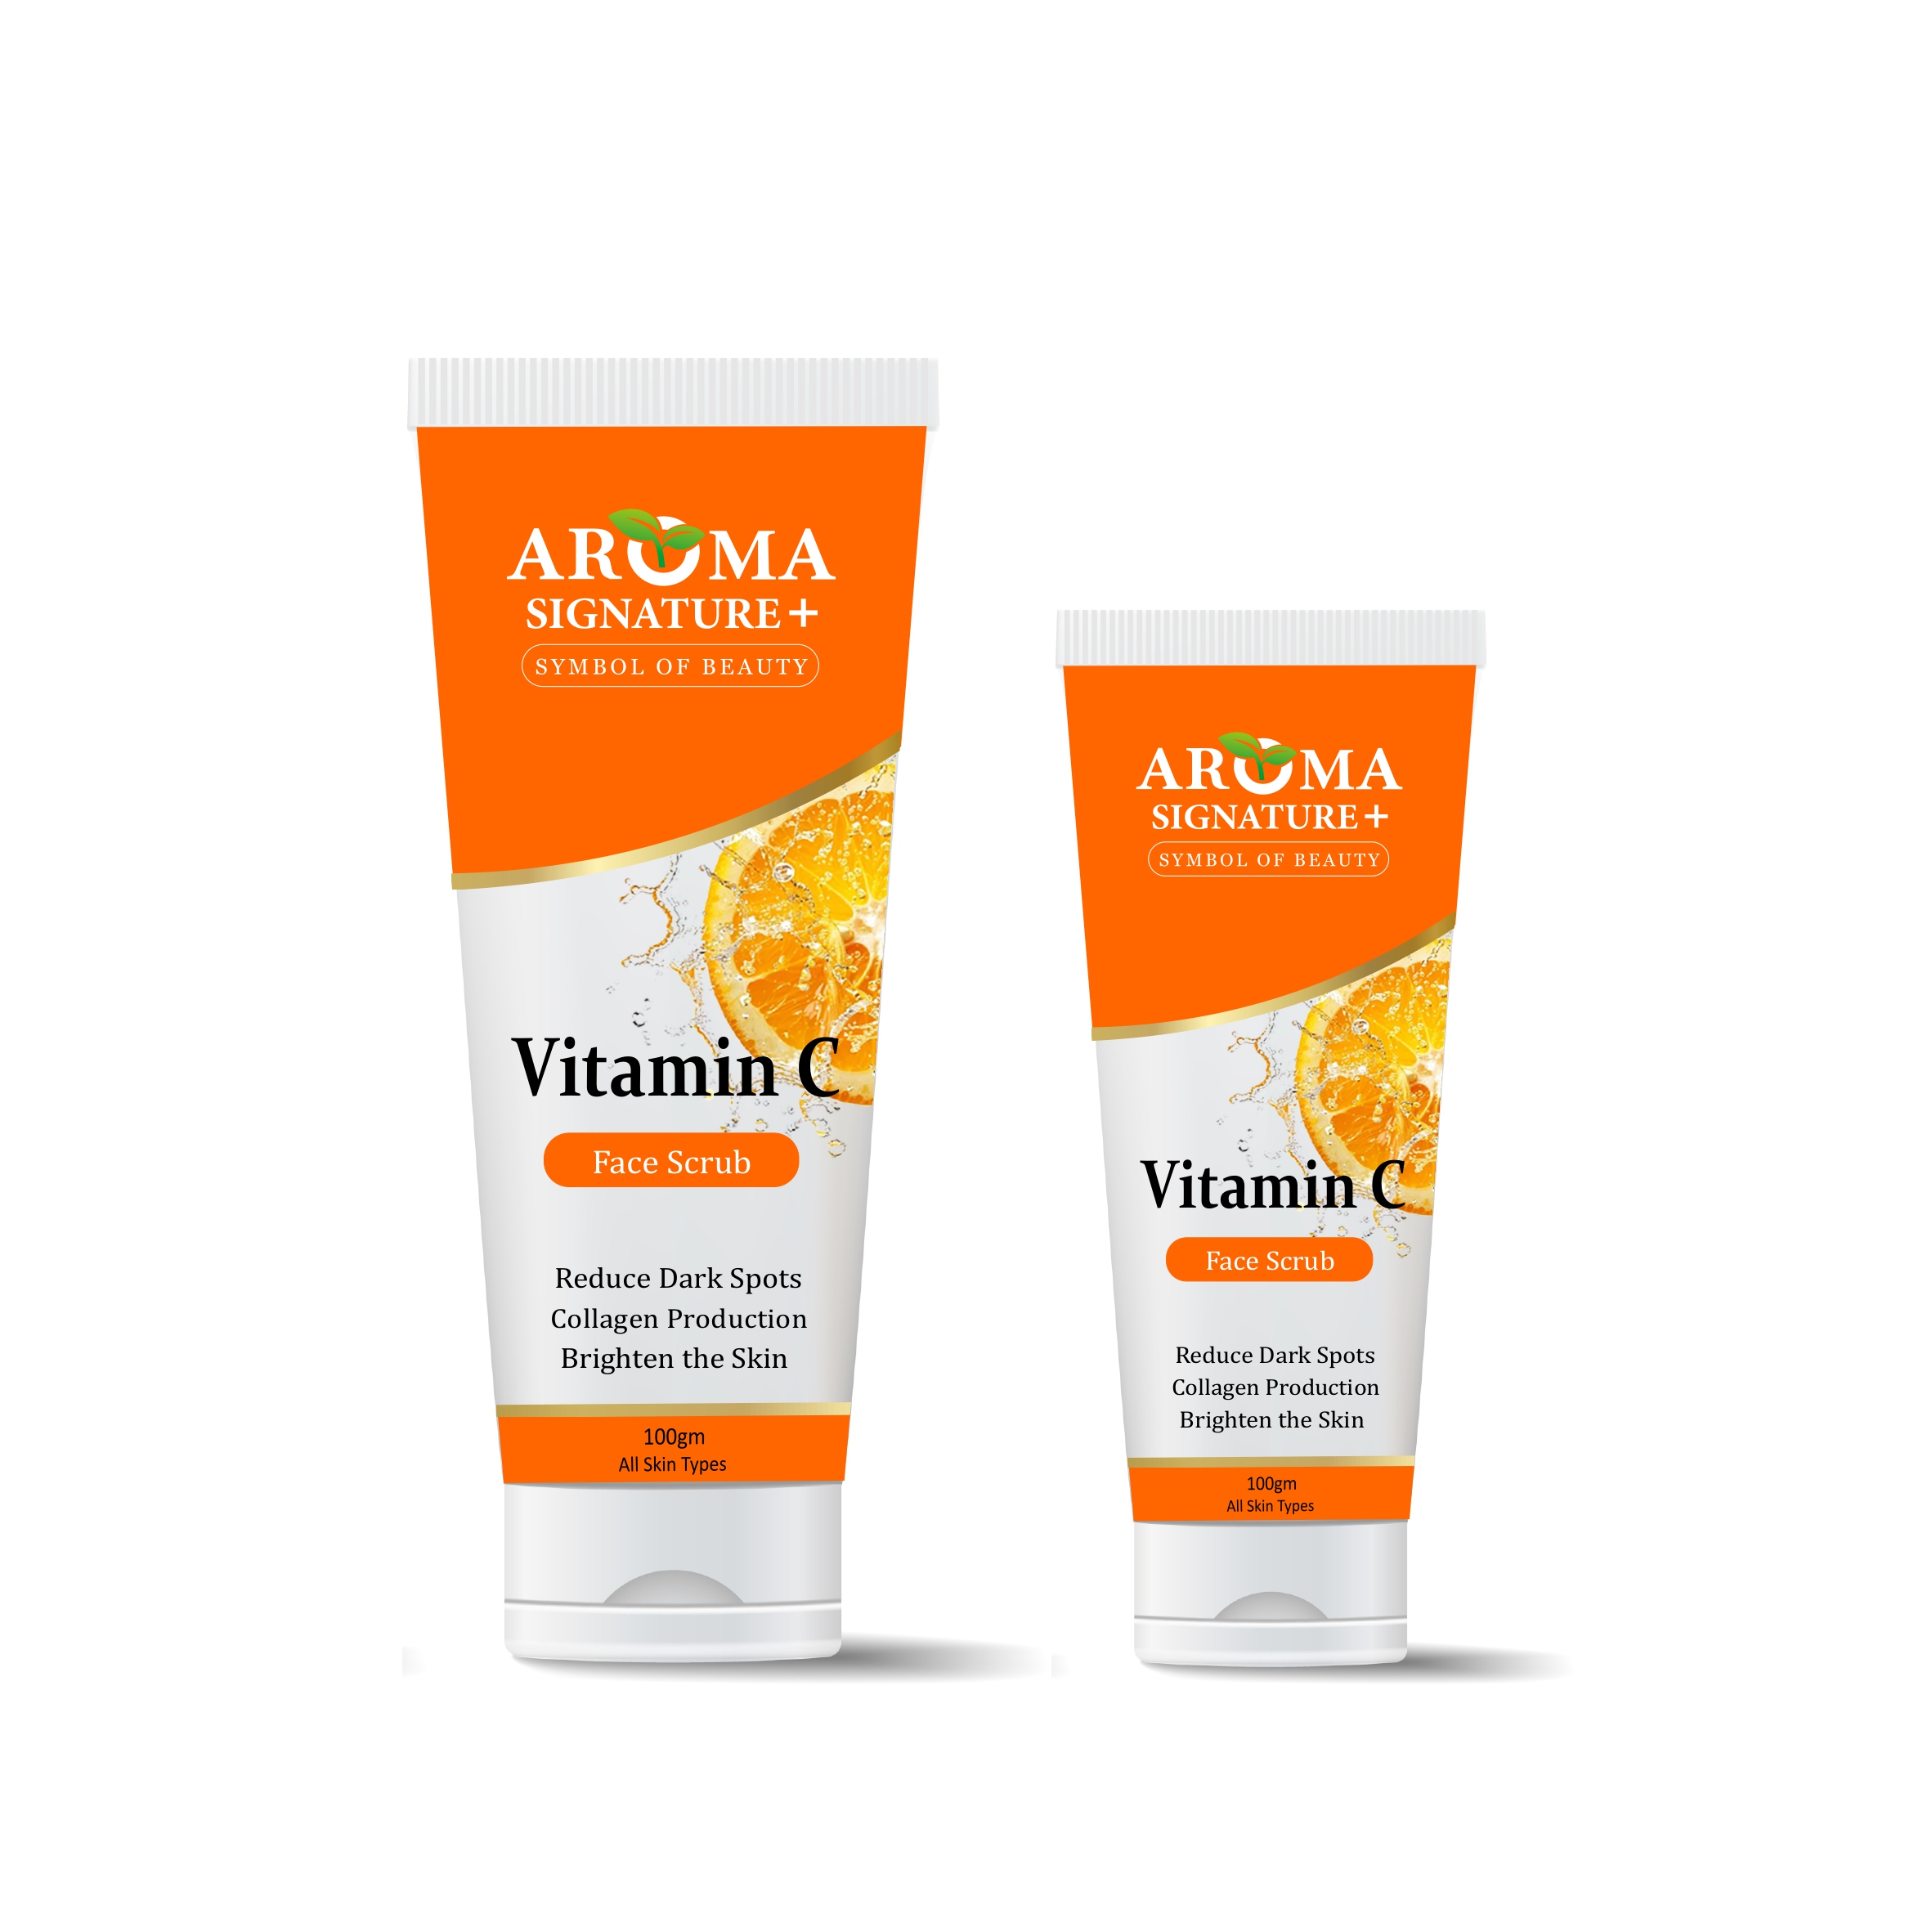 AROMA
SIGNATURE+
SYMBOL OF BEAUTY
Vitamin C
Face Scrub
Reduce Dark Spots
Collagen Production
Brighten the Skin
100gm
All Skin Types
AROMA
SIGNATURE+
SYMBOL OF BEAUTY
Vitamin C
Face Scrub
Reduce Dark Spots
Collagen Production
Brighten the Skin
100gm
All Skin Types